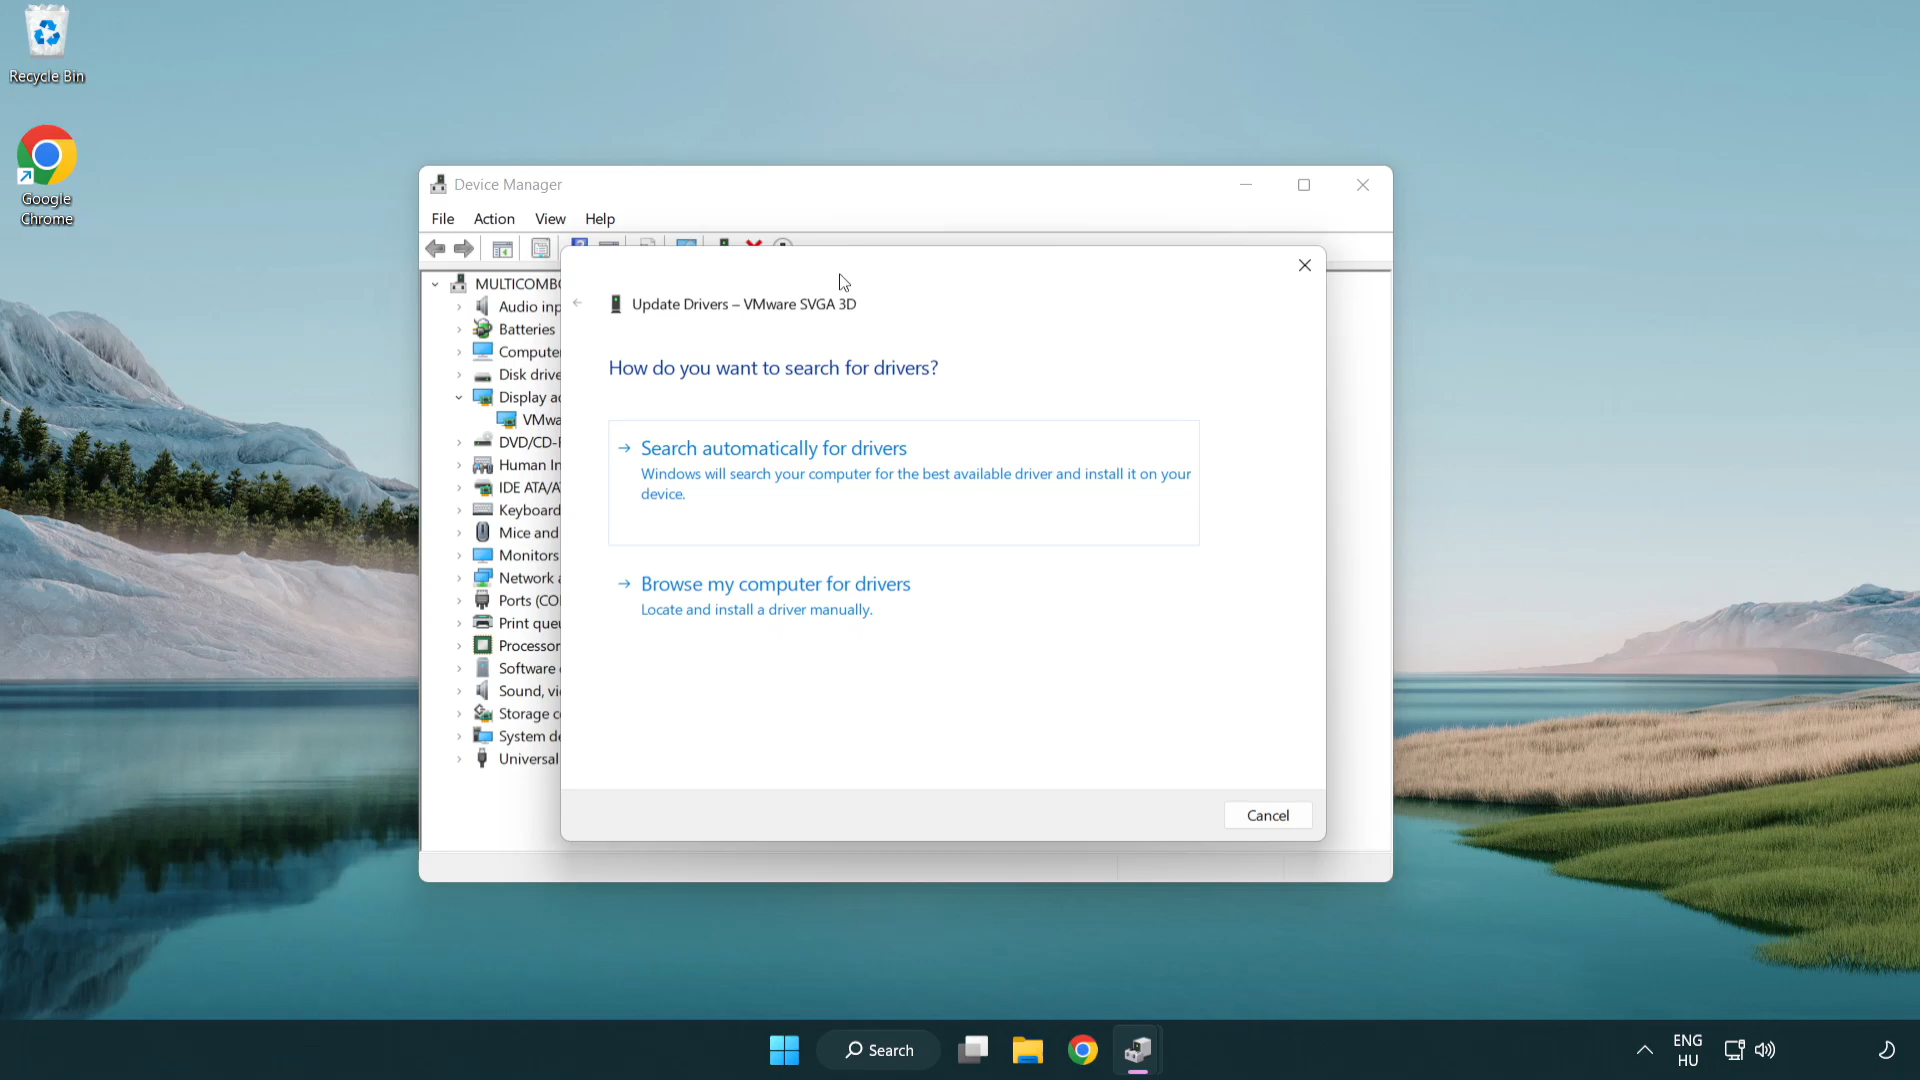 Recycle Bin
Google
Chrome
Device Manager
File Action View Help
MULTICOMBO
Audio inp
Batteries
Compute
Disk drive
Display a
VMwa
DVD/CD-
Human In
IDE ATA/A
Keyboard
Mice and
Monitors
Network a
Ports (CO
Print que
Processor
Software
Sound, vi
Storage c
System de
Universal
Update Drivers – VMware SVGA 3D
How do you want to search for drivers?
Search automatically for drivers
Windows will search your computer for the best available driver and install it on your
device.
Browse my computer for drivers
Locate and install a driver manually.
Cancel
Search
ENG
HU